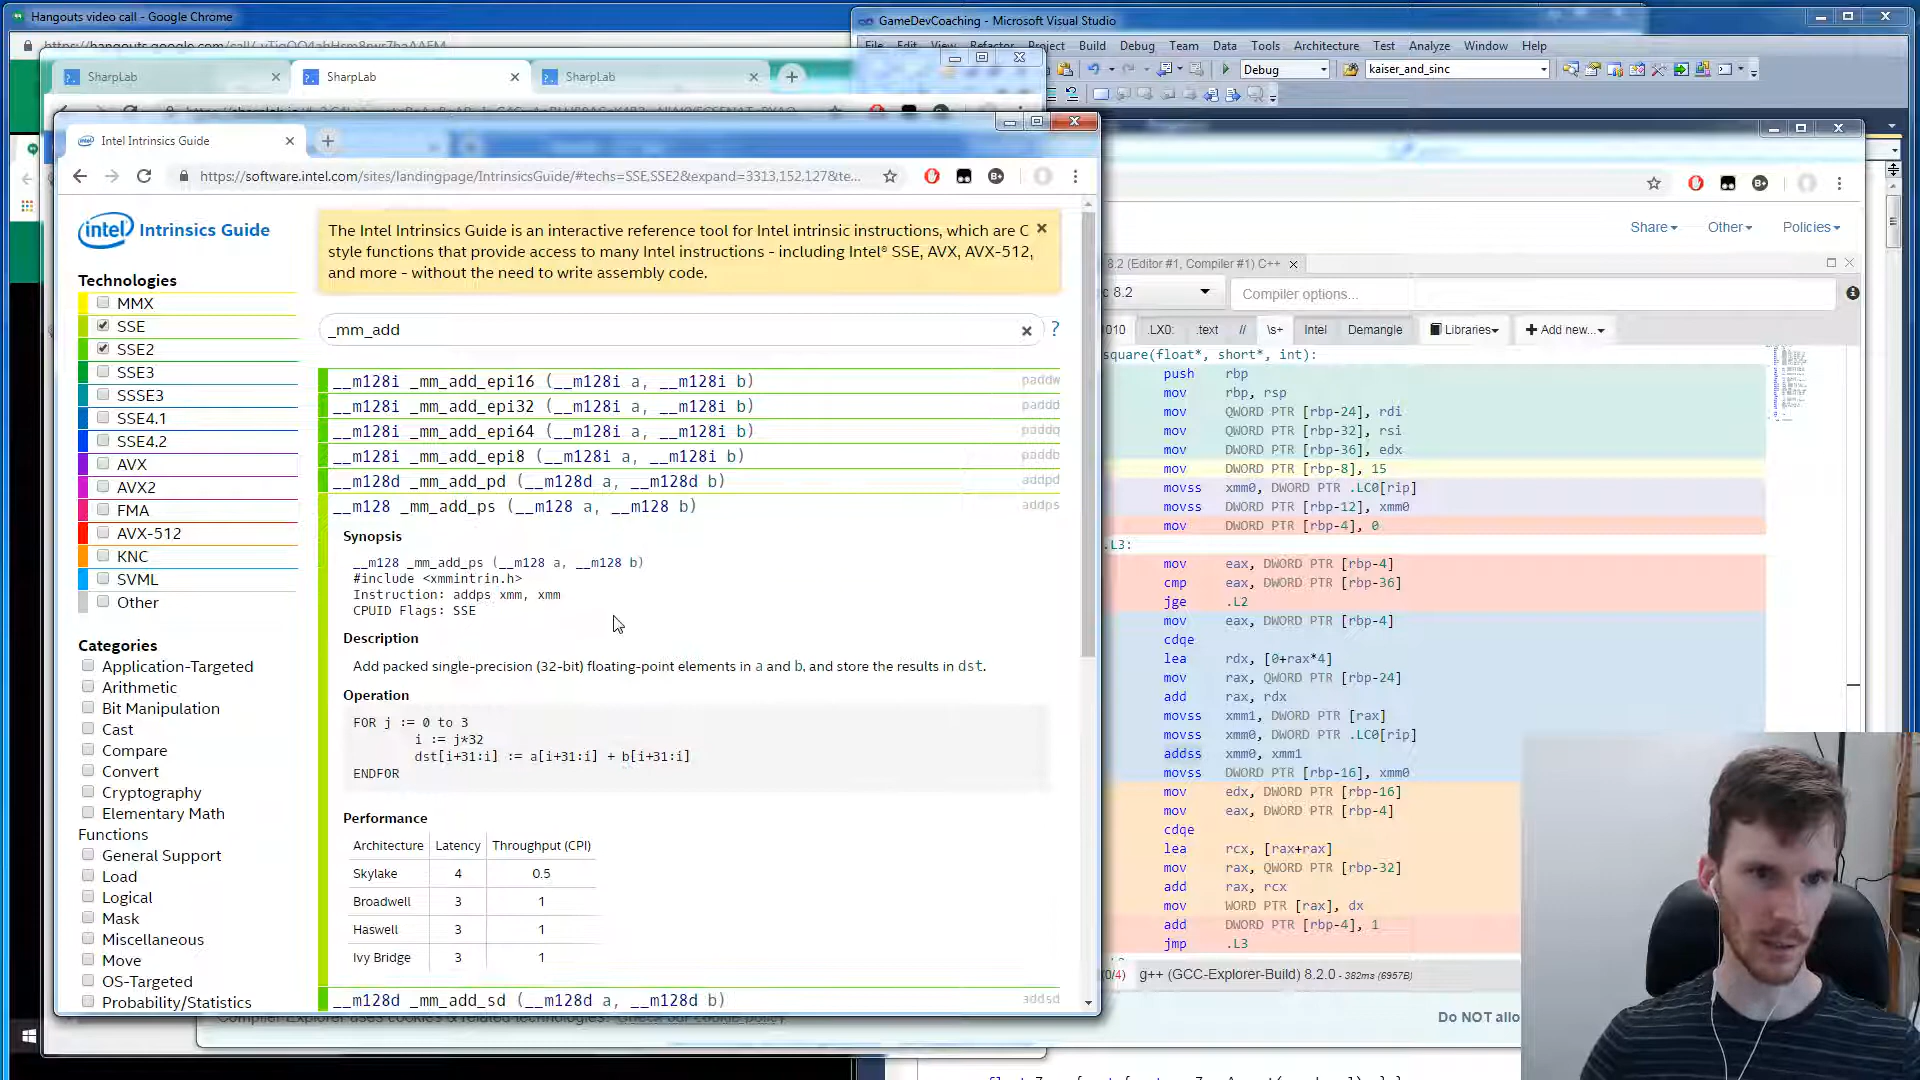 Hangouts video call - Google Chrome
GameDevCoaching - Microsoft Visual Studio
File Edit View Refactor Project Build Debug Team Data Tools Architecture Test Analyze Window Help
SharpLab
SharpLab
SharpLab
Debug
kaiser_and_sinc
Intel Intrinsics Guide
https://software.intel.com/sites/landingpage/IntrinsicsGuide/#techs=SSE,SSE2&expand=3313,152,127&te...
intel Intrinsics Guide
The Intel Intrinsics Guide is an interactive reference tool for Intel intrinsic instructions, which are C
style functions that provide access to many Intel instructions - including Intel® SSE, AVX, AVX-512,
and more - without the need to write assembly code.
Technologies
MMX
SSE
SSE2
SSE3
SSSE3
SSE4.1
SSE4.2
AVX
AVX2
FMA
AVX-512
KNC
SVML
Other
Categories
Application-Targeted
Arithmetic
Bit Manipulation
Cast
Compare
Convert
Cryptography
Elementary Math
Functions
General Support
Load
Logical
Mask
Miscellaneous
Move
OS-Targeted
Probability/Statistics
_mm_add
?
__m128i _mm_add_epi16 (__m128i a, __m128i b) paddw
__m128i _mm_add_epi32 (__m128i a, __m128i b) paddd
__m128i _mm_add_epi64 (__m128i a, __m128i b) paddq
__m128i _mm_add_epi8 (__m128i a, __m128i b) paddb
__m128d _mm_add_pd (__m128d a, __m128d b) addpd
__m128 _mm_add_ps (__m128 a, __m128 b) addps
Synopsis
__m128 _mm_add_ps (__m128 a, __m128 b)
#include <xmmintrin.h>
Instruction: addps xmm, xmm
CPUID Flags: SSE
Description
Add packed single-precision (32-bit) floating-point elements in a and b, and store the results in dst.
Operation
FOR j := 0 to 3
i := j*32
dst[i+31:i] := a[i+31:i] + b[i+31:i]
ENDFOR
Performance
Architecture Latency Throughput (CPI)
Skylake 4 0.5
Broadwell 3 1
Haswell 3 1
Ivy Bridge 3 1
__m128d _mm_add_sd (__m128d a, __m128d b) addsd
Share Other Policies
8.2 (Editor #1, Compiler #1) C++
c 8.2
Compiler options...
010 .LX0: .text // \s+ Intel Demangle Libraries Add new...
square(float*, short*, int):
push rbp
mov rbp, rsp
mov QWORD PTR [rbp-24], rdi
mov QWORD PTR [rbp-32], rsi
mov DWORD PTR [rbp-36], edx
mov DWORD PTR [rbp-8], 15
movss xmm0, DWORD PTR .LC0[rip]
movss DWORD PTR [rbp-12], xmm0
mov DWORD PTR [rbp-4], 0
.L3:
mov eax, DWORD PTR [rbp-4]
cmp eax, DWORD PTR [rbp-36]
jge .L2
mov eax, DWORD PTR [rbp-4]
cdqe
lea rdx, [0+rax*4]
mov rax, QWORD PTR [rbp-24]
add rax, rdx
movss xmm1, DWORD PTR [rax]
movss xmm0, DWORD PTR .LC0[rip]
addss xmm0, xmm1
movss DWORD PTR [rbp-16], xmm0
mov edx, DWORD PTR [rbp-16]
mov eax, DWORD PTR [rbp-4]
cdqe
lea rcx, [rax+rax]
mov rax, QWORD PTR [rbp-32]
add rax, rcx
mov WORD PTR [rax], dx
add DWORD PTR [rbp-4], 1
jmp .L3
g++ (GCC-Explorer-Build) 8.2.0 - 382ms (6957B)
Compiler Explorer uses cookies & related technologies.
Do NOT allo